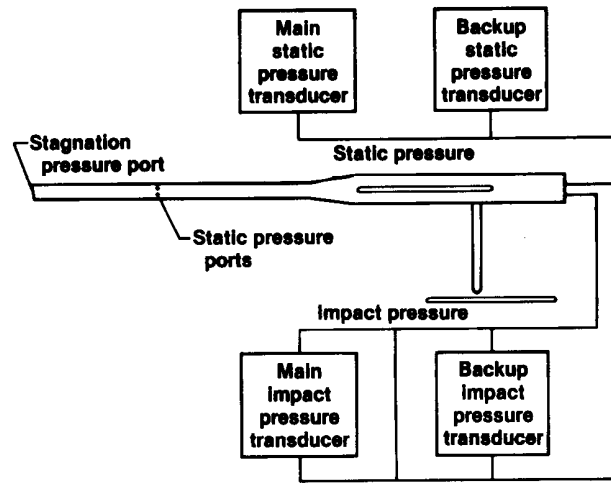 Main
static
pressure
transducer
Backup
static
pressure
transducer
Stagnation
pressure port
Static pressure
Static pressure
ports
Impact pressure
Main
impact
pressure
transducer
Backup
impact
pressure
transducer